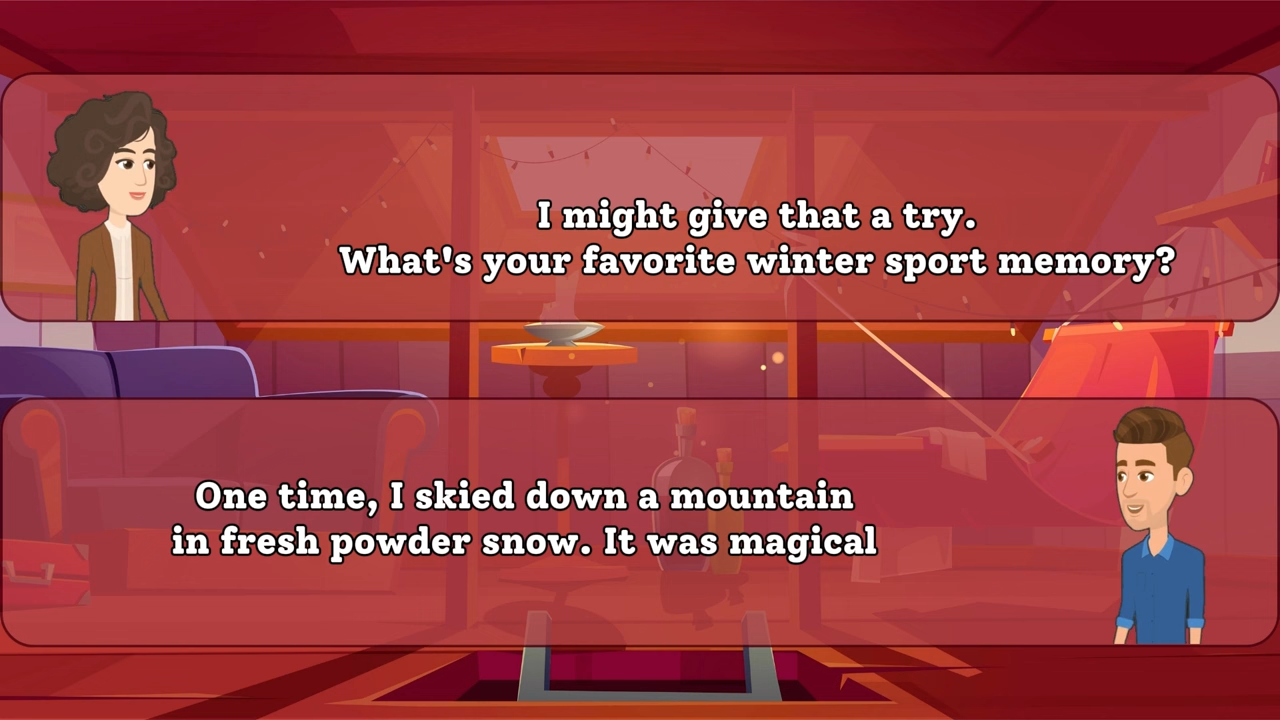 I might give that a try.
What's your favorite winter sport memory?
One time, I skied down a mountain
in fresh powder snow. It was magical